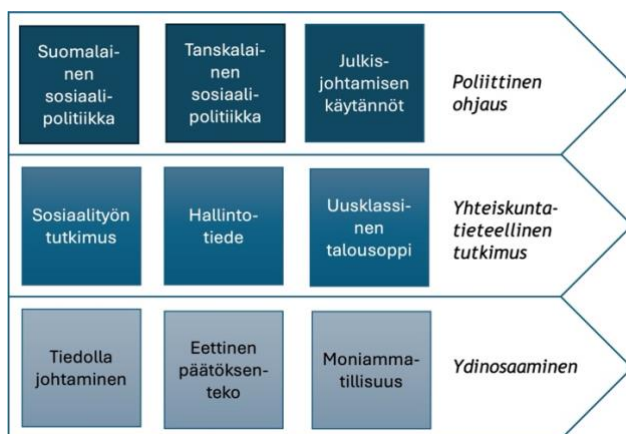 Suomalai-
nen
sosiaali-
politiikka
Tanskalai-
nen
sosiaali-
politiikka
Julkis-
johtamisen
käytännöt
Poliittinen
ohjaus
Sosiaalityön
tutkimus
Hallinto-
tiede
Uusklassi-
nen
talousoppi
Yhteiskunta-
tieteellinen
tutkimus
Tiedolla
johtaminen
Eettinen
päätöksen-
teko
Moniamma-
tillisuus
Ydinosaaminen